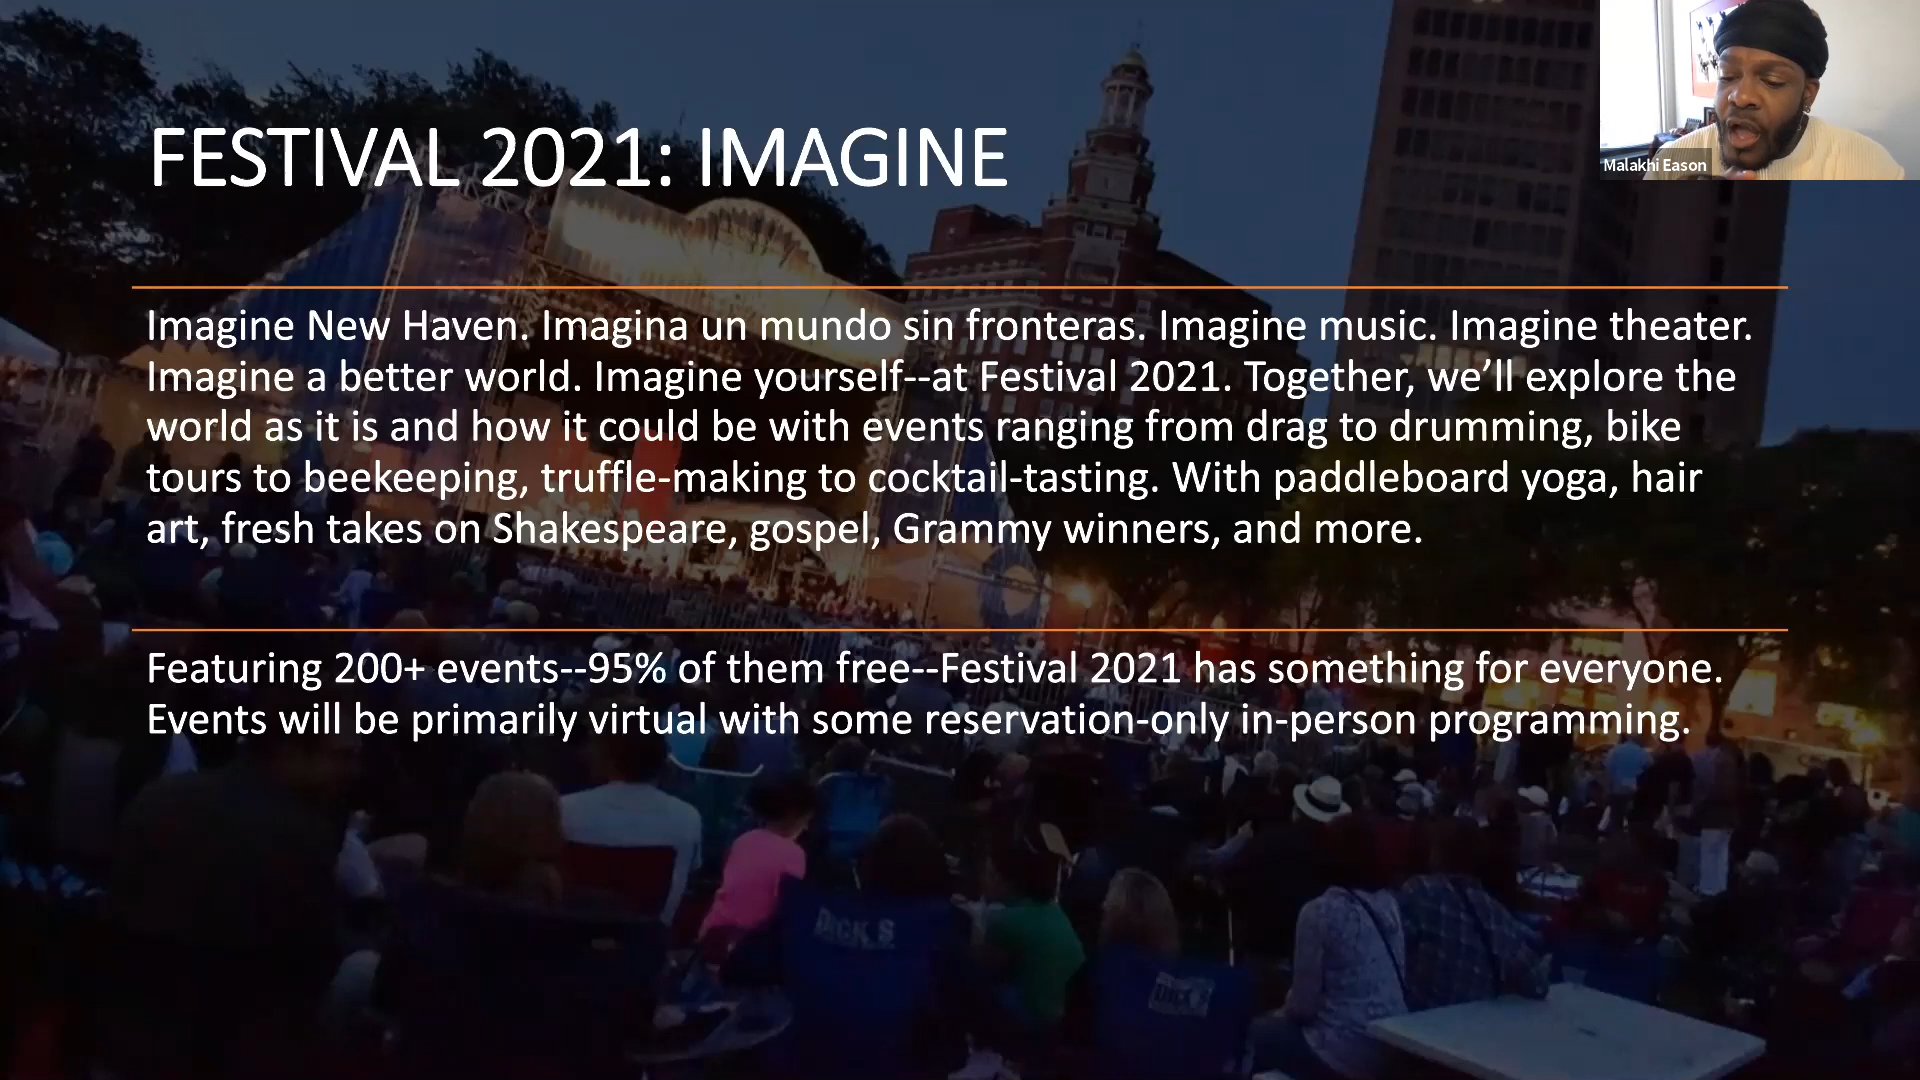 FESTIVAL 2021: IMAGINE
Malakhi Eason
Imagine New Haven. Imagina un mundo sin fronteras. Imagine music. Imagine theater.
Imagine a better world. Imagine yourself--at Festival 2021. Together, we’ll explore the
world as it is and how it could be with events ranging from drag to drumming, bike
tours to beekeeping, truffle-making to cocktail-tasting. With paddleboard yoga, hair
art, fresh takes on Shakespeare, gospel, Grammy winners, and more.
Featuring 200+ events--95% of them free--Festival 2021 has something for everyone.
Events will be primarily virtual with some reservation-only in-person programming.
DICK S